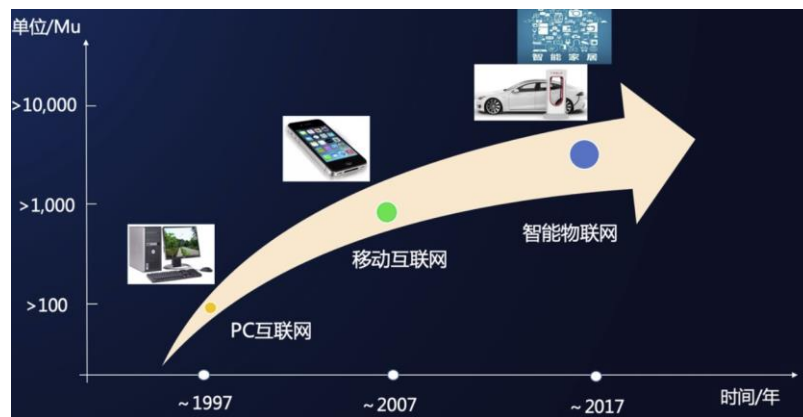 单位/Mu
智能家居
>10,000
>1,000
智能物联网
移动互联网
>100
PC互联网
~1997
~2007
~2017
时间/年